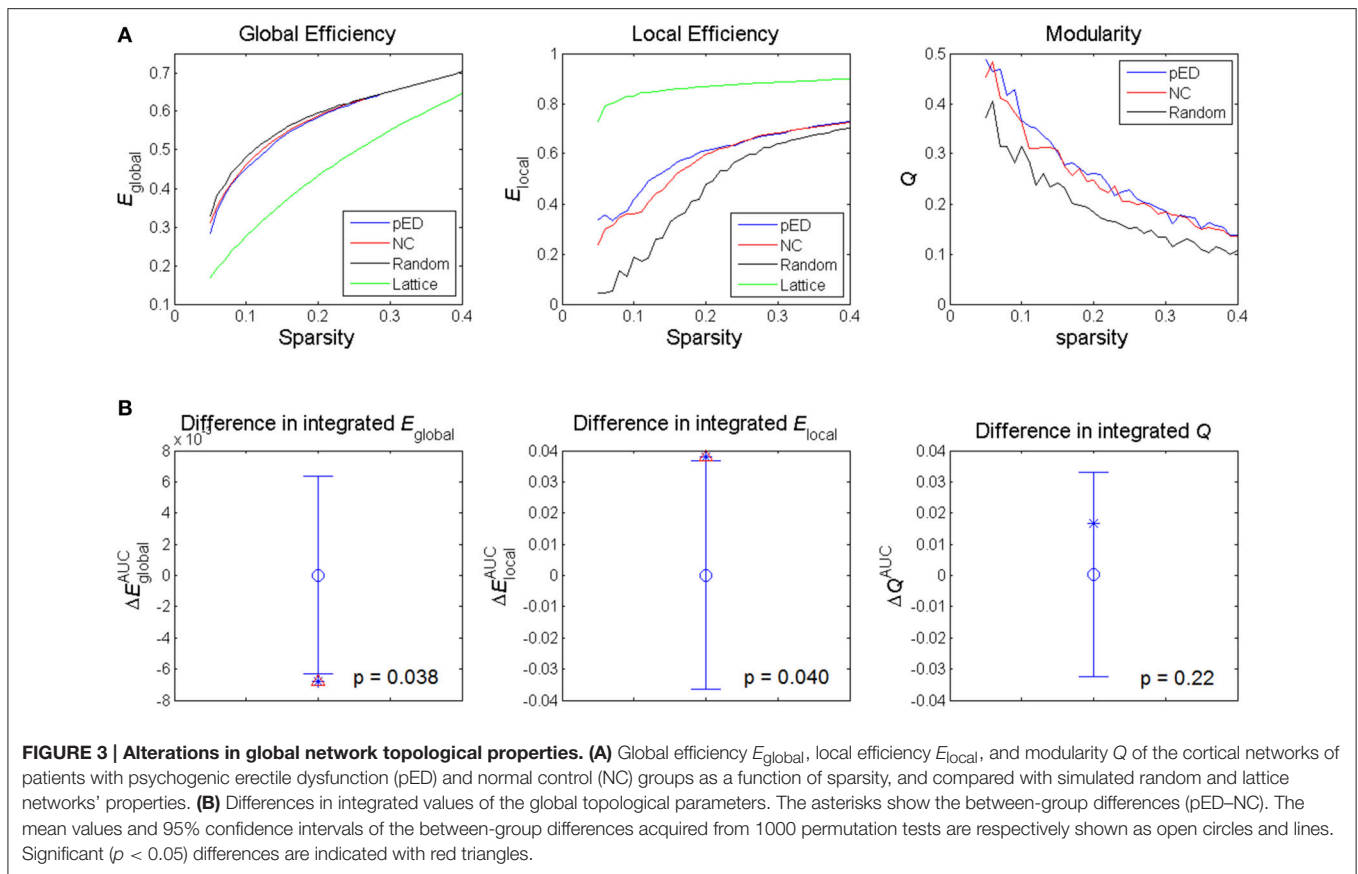 A
Global Efficiency
E_global
0.7
0.6
0.5
0.4
0.3
0.2
0.1
pED
NC
Random
Lattice
0 0.1 0.2 0.3 0.4
Sparsity
Local Efficiency
E_local
1
0.8
0.6
0.4
0.2
0
pED
NC
Random
Lattice
0 0.1 0.2 0.3 0.4
Sparsity
Modularity
Q
0.5
0.4
0.3
0.2
0.1
0
pED
NC
Random
0 0.1 0.2 0.3 0.4
sparsity
B
Difference in integrated E_global
8 x 10^-3
6
4
2
0
-2
-4
-6
-8
ΔE^AUC_global
p = 0.038
Difference in integrated E_local
0.04
0.03
0.02
0.01
0
-0.01
-0.02
-0.03
-0.04
ΔE^AUC_local
p = 0.040
Difference in integrated Q
0.04
0.03
0.02
0.01
0
-0.01
-0.02
-0.03
-0.04
ΔQ^AUC
p = 0.22
FIGURE 3 | Alterations in global network topological properties. (A) Global efficiency E_global, local efficiency E_local, and modularity Q of the cortical networks of
patients with psychogenic erectile dysfunction (pED) and normal control (NC) groups as a function of sparsity, and compared with simulated random and lattice
networks' properties. (B) Differences in integrated values of the global topological parameters. The asterisks show the between-group differences (pED–NC). The
mean values and 95% confidence intervals of the between-group differences acquired from 1000 permutation tests are respectively shown as open circles and lines.
Significant (p < 0.05) differences are indicated with red triangles.